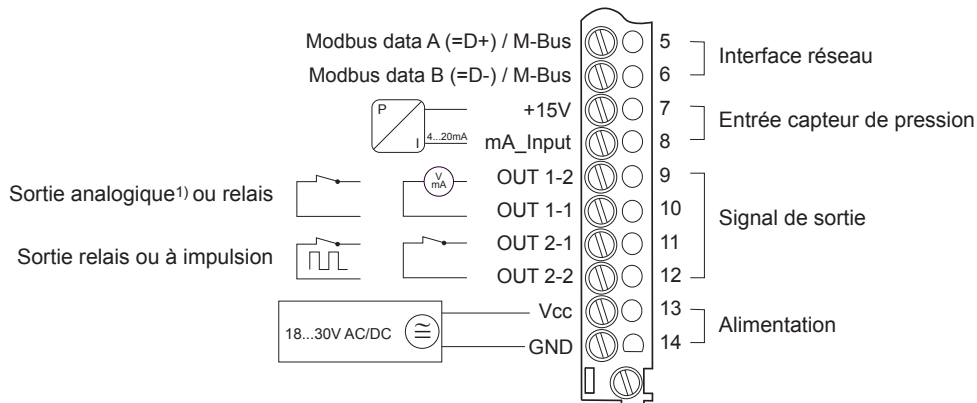 Modbus data A (=D+) / M-Bus 5
Modbus data B (=D-) / M-Bus 6
Interface réseau
P
I
4...20mA
+15V 7
mA_Input 8
Entrée capteur de pression
Sortie analogique1) ou relais
V
mA
OUT 1-2 9
OUT 1-1 10
Sortie relais ou à impulsion
OUT 2-1 11
OUT 2-2 12
Signal de sortie
18...30V AC/DC
Vcc 13
GND 14
Alimentation